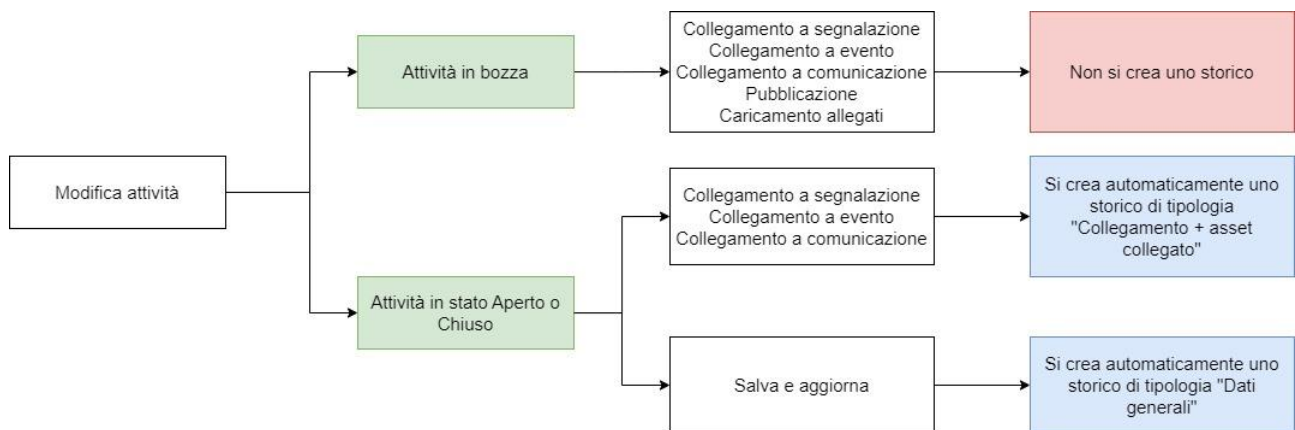 Modifica attività
Attività in bozza
Collegamento a segnalazione
Collegamento a evento
Collegamento a comunicazione
Pubblicazione
Caricamento allegati
Non si crea uno storico
Attività in stato Aperto o
Chiuso
Collegamento a segnalazione
Collegamento a evento
Collegamento a comunicazione
Si crea automaticamente uno
storico di tipologia
"Collegamento + asset
collegato"
Salva e aggiorna
Si crea automaticamente uno
storico di tipologia "Dati
generali"